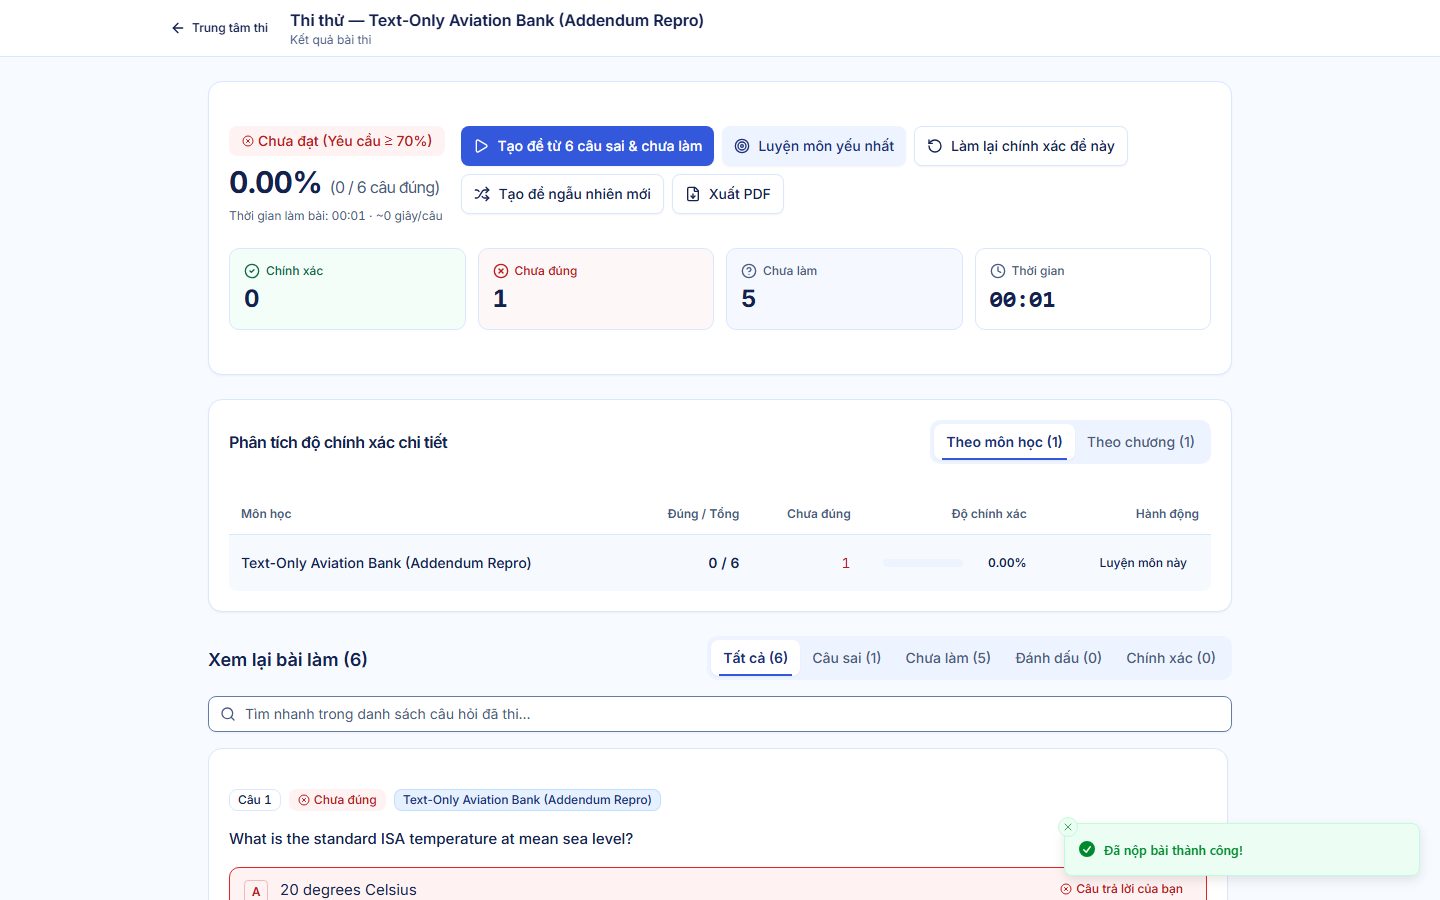 Trung tâm thi
Thi thử — Text-Only Aviation Bank (Addendum Repro)
Kết quả bài thi
Chưa đạt (Yêu cầu ≥ 70%)
0.00% (0 / 6 câu đúng)
Thời gian làm bài: 00:01 · ~0 giây/câu
Tạo đề từ 6 câu sai & chưa làm
Luyện môn yếu nhất
Làm lại chính xác đề này
Tạo đề ngẫu nhiên mới
Xuất PDF
Chính xác
0
Chưa đúng
1
Chưa làm
5
Thời gian
00:01
Phân tích độ chính xác chi tiết
Theo môn học (1)
Theo chương (1)
Môn học Đúng / Tổng Chưa đúng Độ chính xác Hành động
Text-Only Aviation Bank (Addendum Repro) 0 / 6 1 0.00% Luyện môn này
Xem lại bài làm (6)
Tất cả (6) Câu sai (1) Chưa làm (5) Đánh dấu (0) Chính xác (0)
Tìm nhanh trong danh sách câu hỏi đã thi...
Câu 1 Chưa đúng Text-Only Aviation Bank (Addendum Repro)
What is the standard ISA temperature at mean sea level?
A 20 degrees Celsius Câu trả lời của bạn
Đã nộp bài thành công!